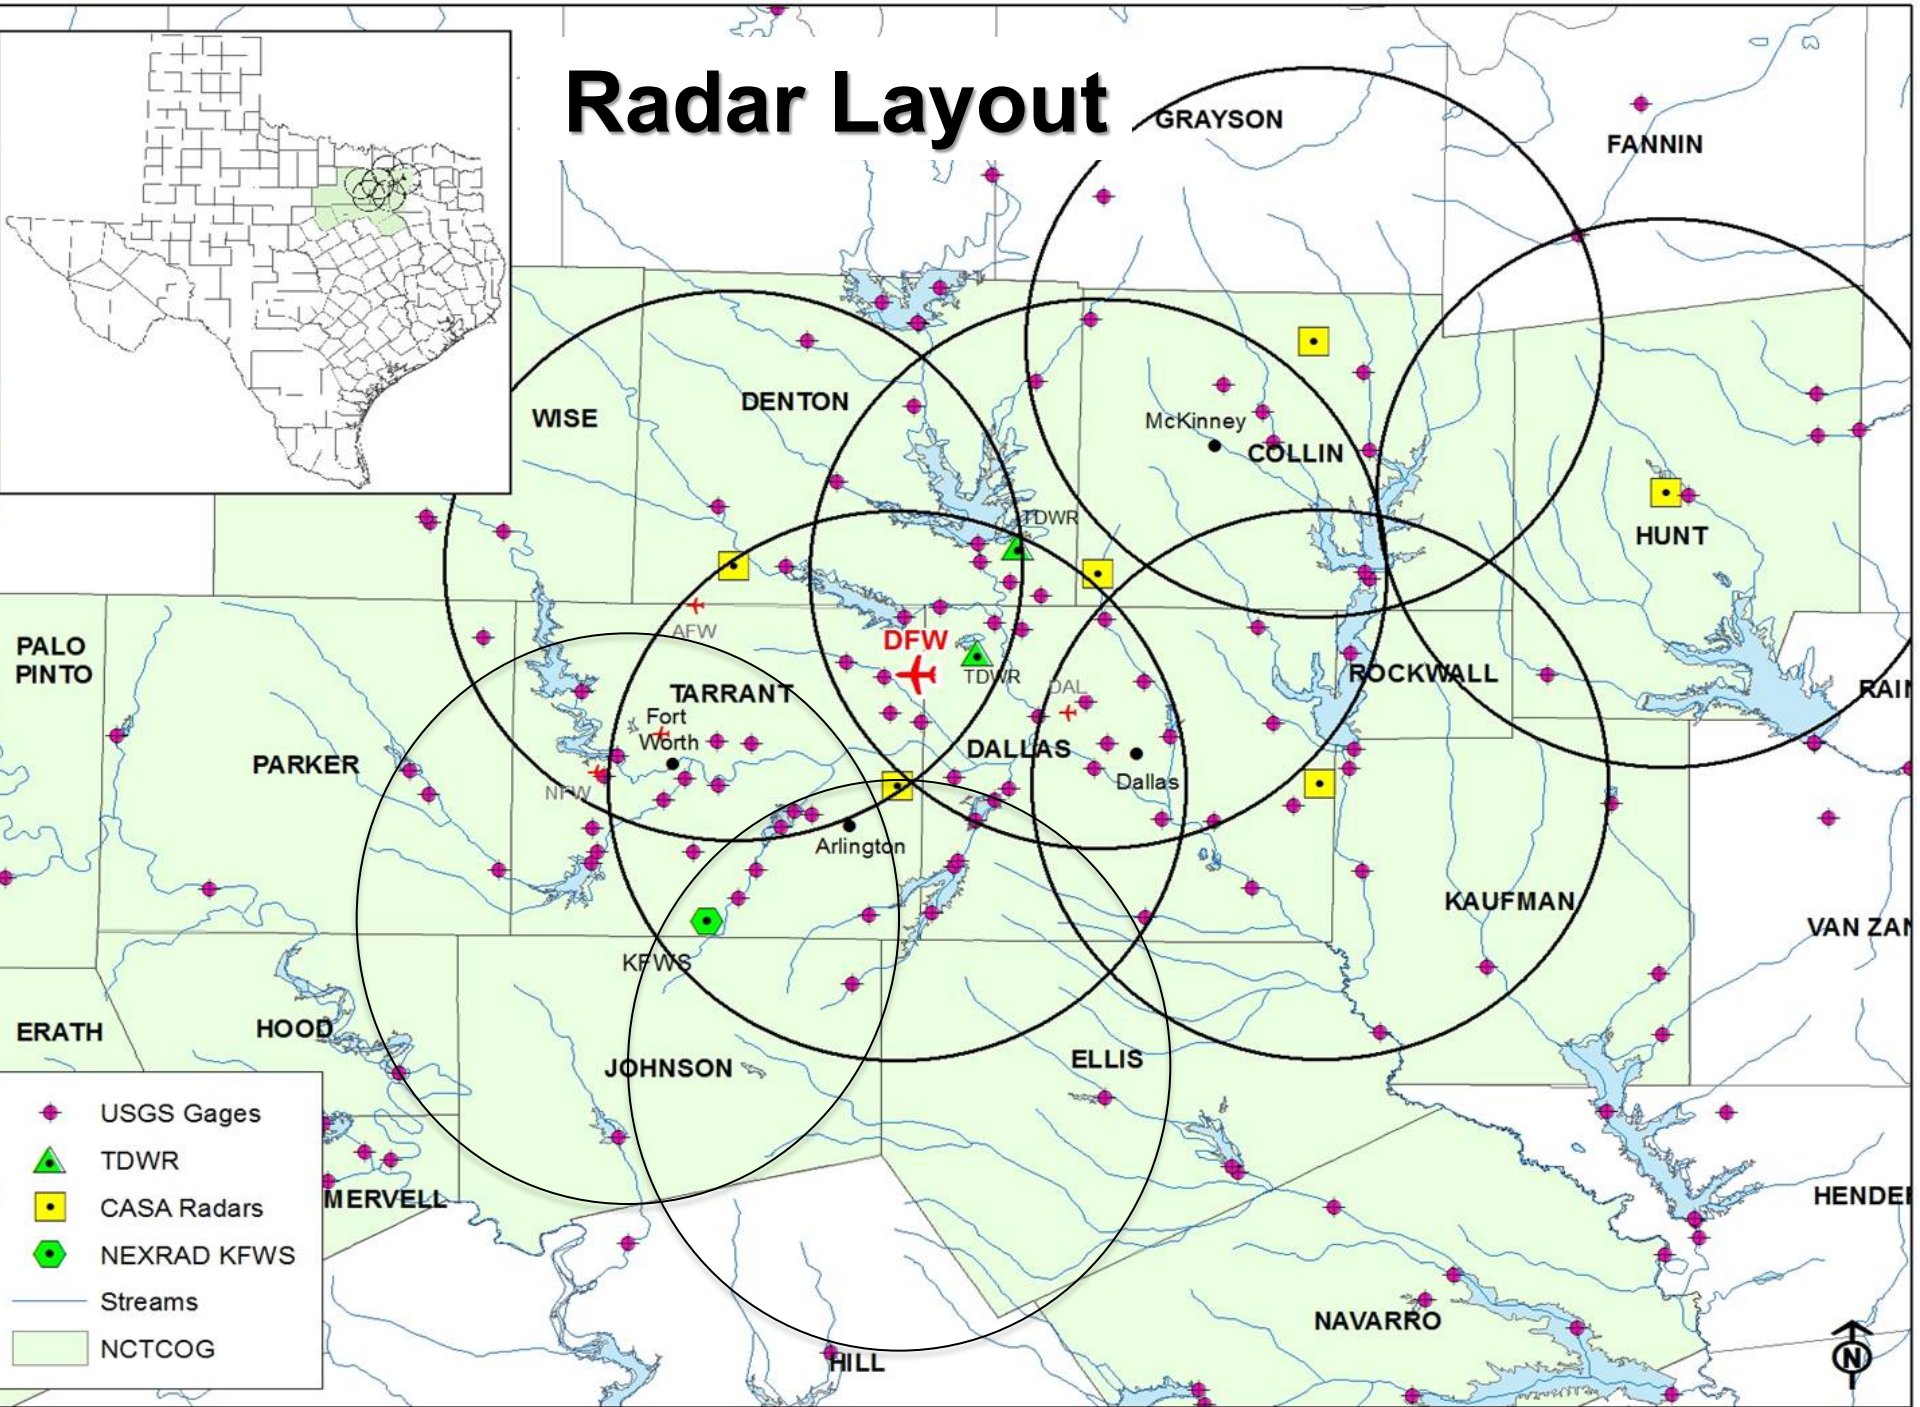 Radar Layout
GRAYSON
FANNIN
WISE
DENTON
McKinney
COLLIN
TDWR
HUNT
AFW
DFW
PALO
PINTO
TDWR
ROCKWALL
RAIN
TARRANT
DAL
Fort
Worth
DALLAS
PARKER
Dallas
NFW
Arlington
KAUFMAN
VAN ZAN
KFWS
ERATH
HOOD
JOHNSON
ELLIS
USGS Gages
TDWR
CASA Radars
NEXRAD KFWS
Streams
NCTCOG
MERVELL
HENDER
NAVARRO
HILL
N